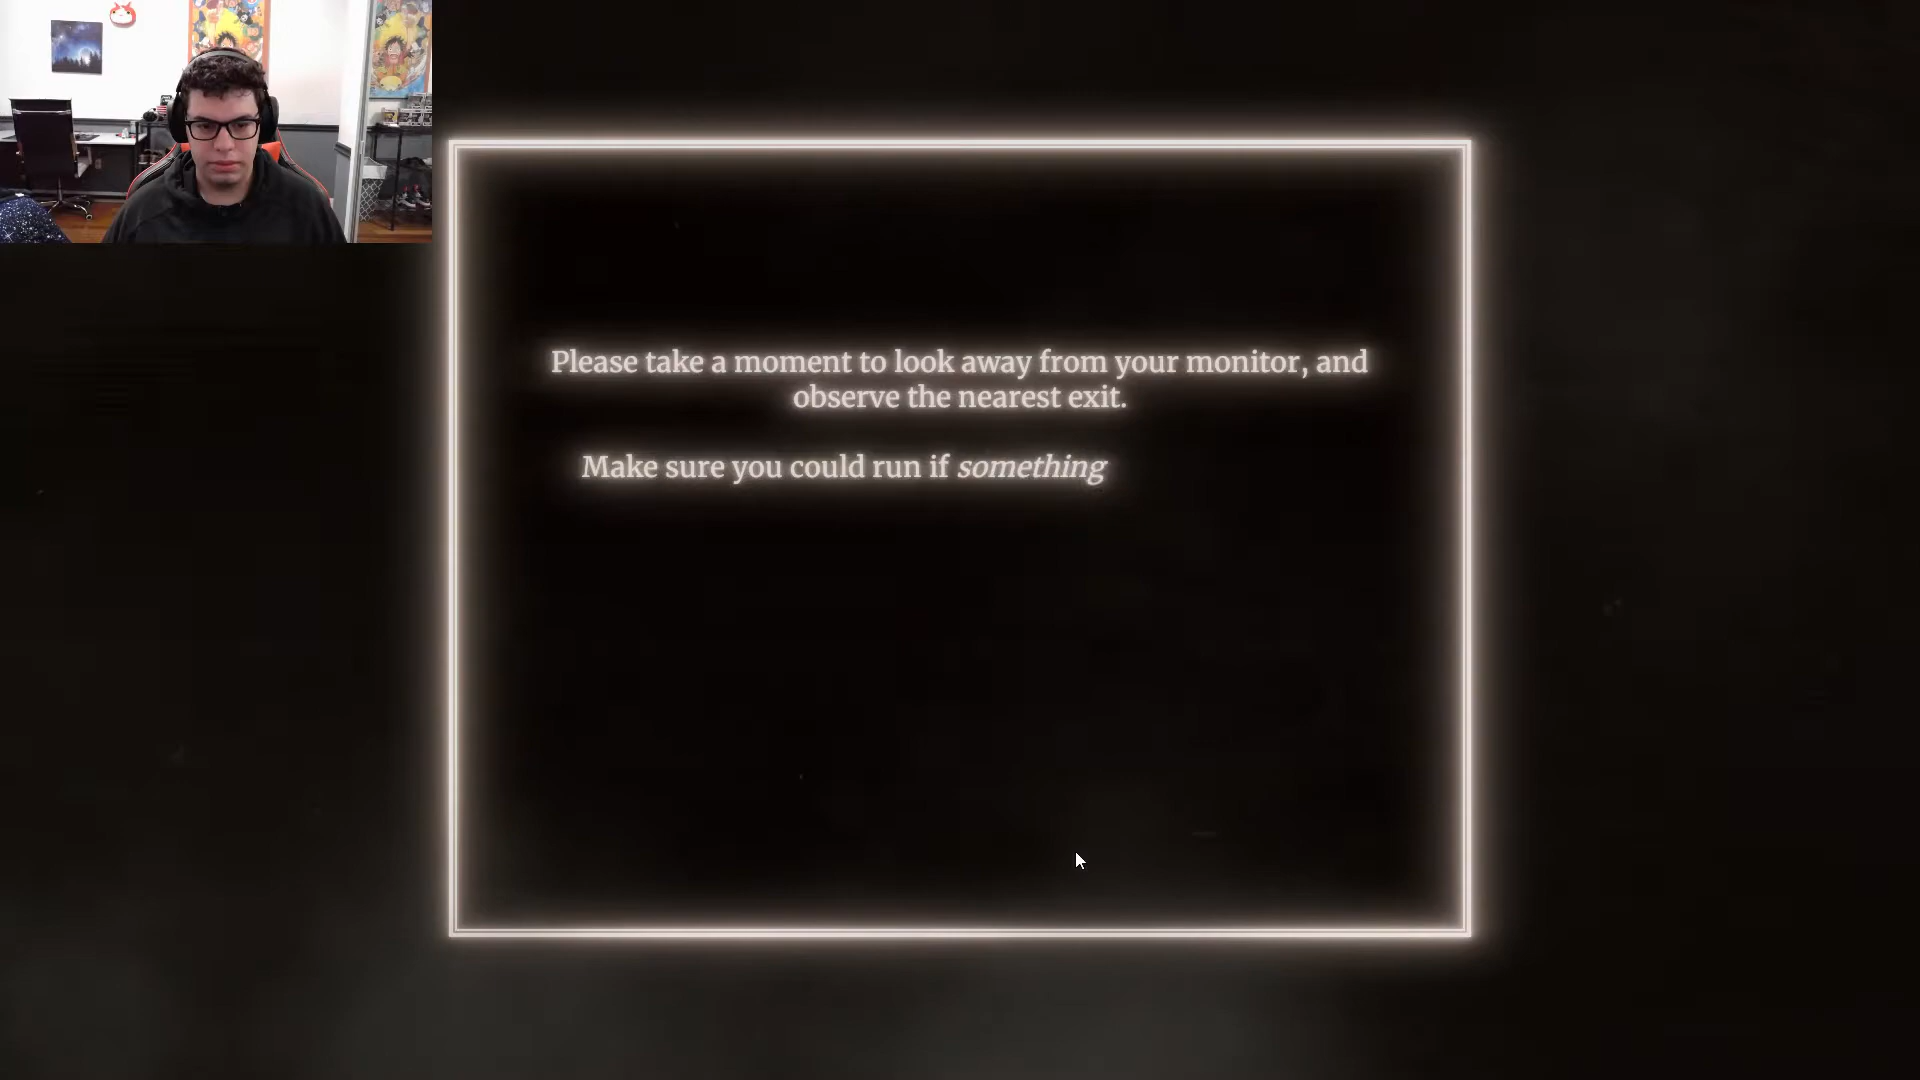 Please take a moment to look away from your monitor, and
observe the nearest exit.
Make sure you could run if something